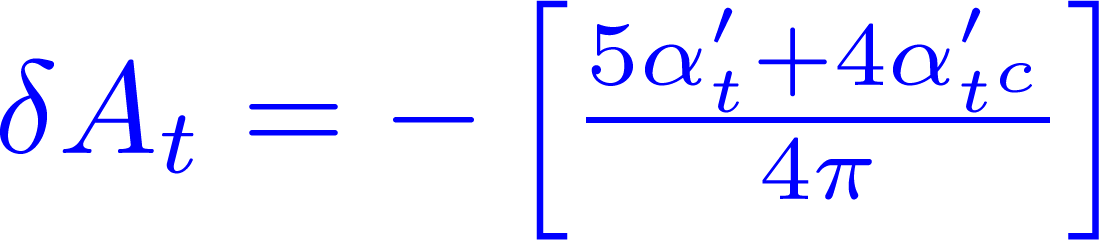 δA_t = − [ (5α′_t + 4α′_{tc}) / (4π) ]